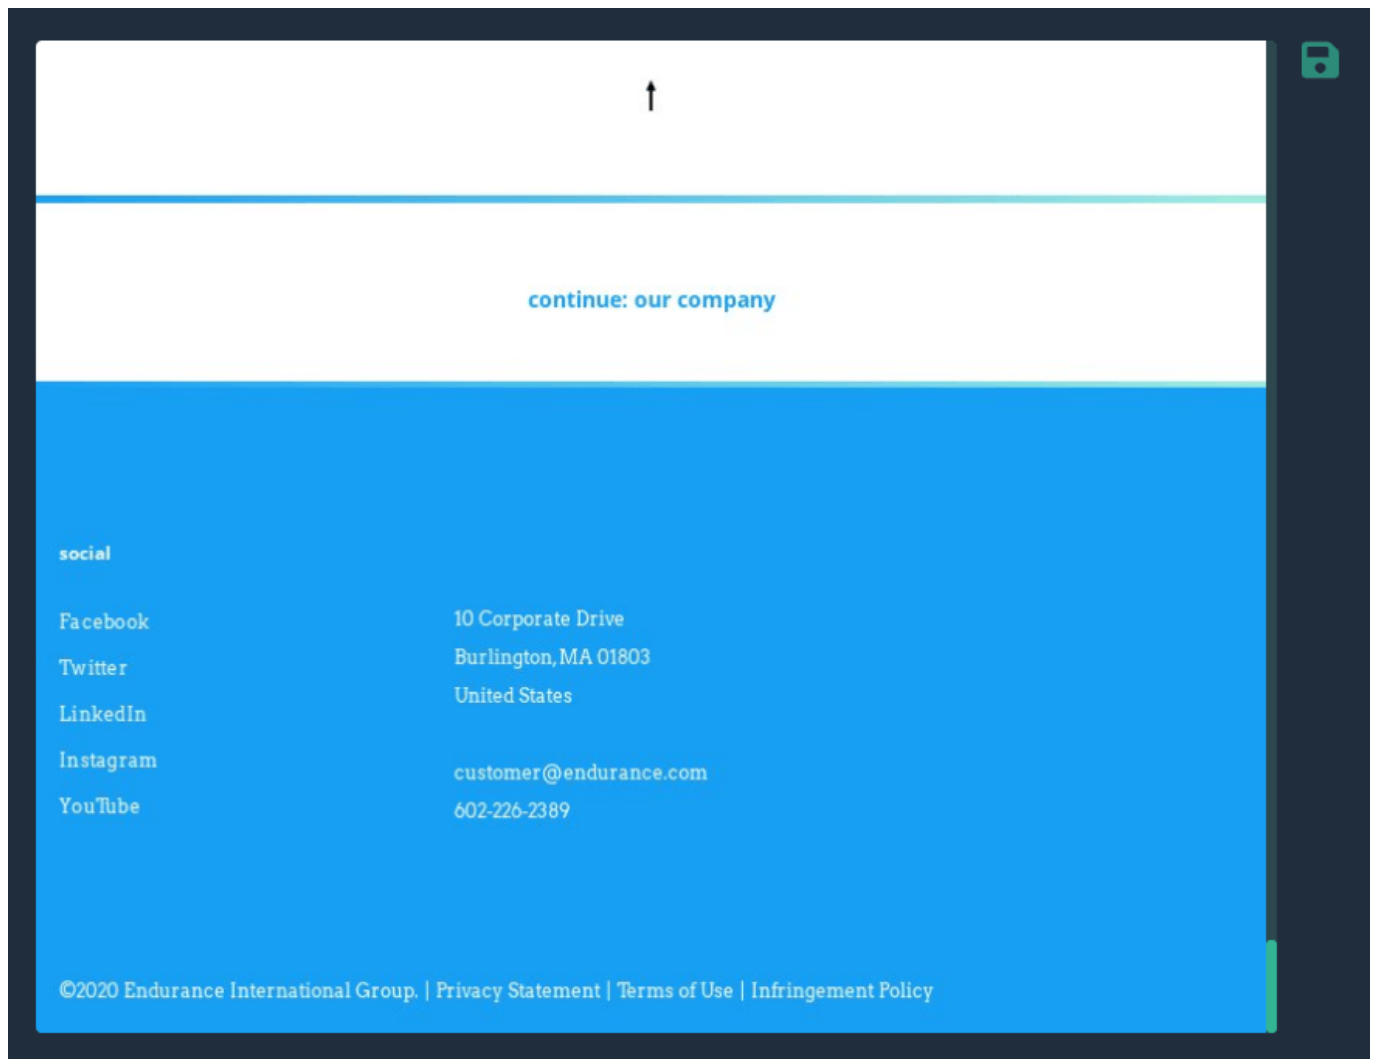 continue: our company
social
Facebook
Twitter
LinkedIn
Instagram
YouTube
10 Corporate Drive
Burlington, MA 01803
United States
customer@endurance.com
602-226-2389
©2020 Endurance International Group. | Privacy Statement | Terms of Use | Infringement Policy